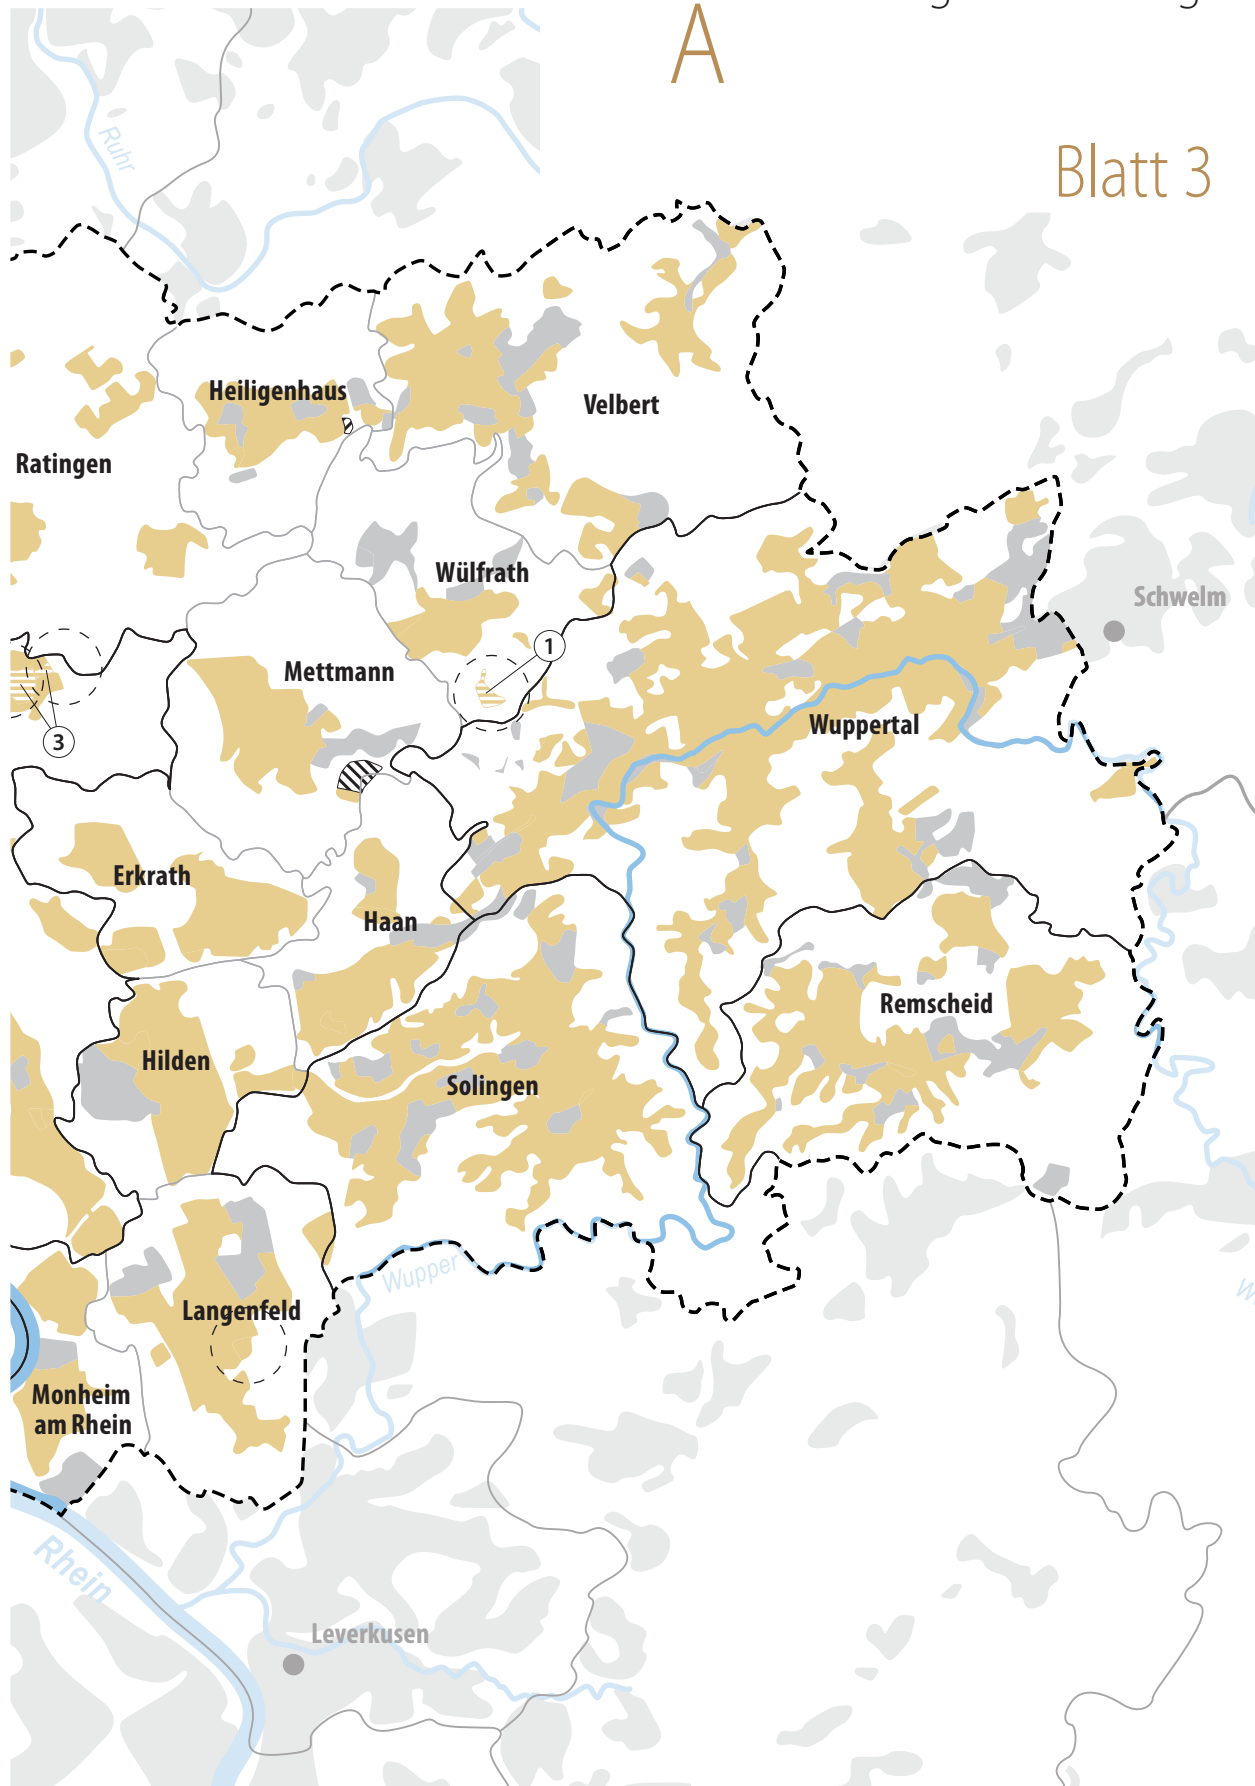 A
Blatt 3
Ruhr
Heiligenhaus
Velbert
Ratingen
Wülfrath
Schwelm
1
Mettmann
3
Wuppertal
Erkrath
Haan
Remscheid
Hilden
Solingen
Wupper
Langenfeld
Monheim
am Rhein
Rhein
Leverkusen